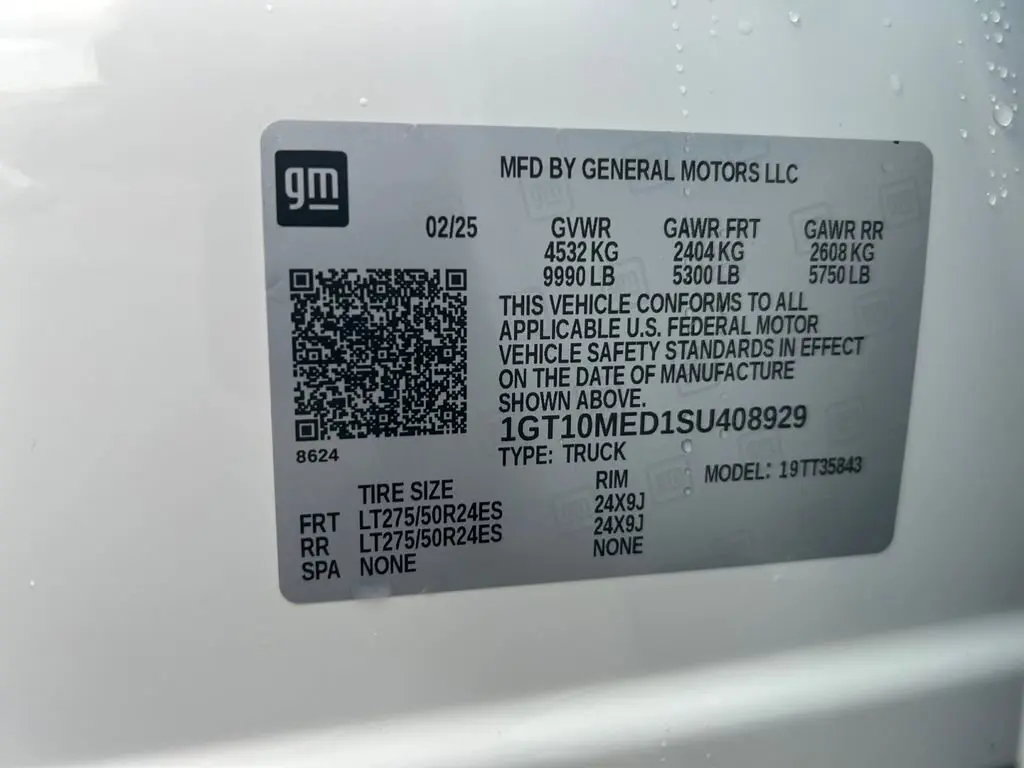 gm
MFD BY GENERAL MOTORS LLC
02/25 GVWR GAWR FRT GAWR RR
4532 KG 2404 KG 2608 KG
9990 LB 5300 LB 5750 LB
THIS VEHICLE CONFORMS TO ALL
APPLICABLE U.S. FEDERAL MOTOR
VEHICLE SAFETY STANDARDS IN EFFECT
ON THE DATE OF MANUFACTURE
SHOWN ABOVE.
1GT10MED1SU408929
8624
TYPE: TRUCK
MODEL: 19TT35843
TIRE SIZE RIM
FRT LT275/50R24ES 24X9J
RR LT275/50R24ES 24X9J
SPA NONE NONE